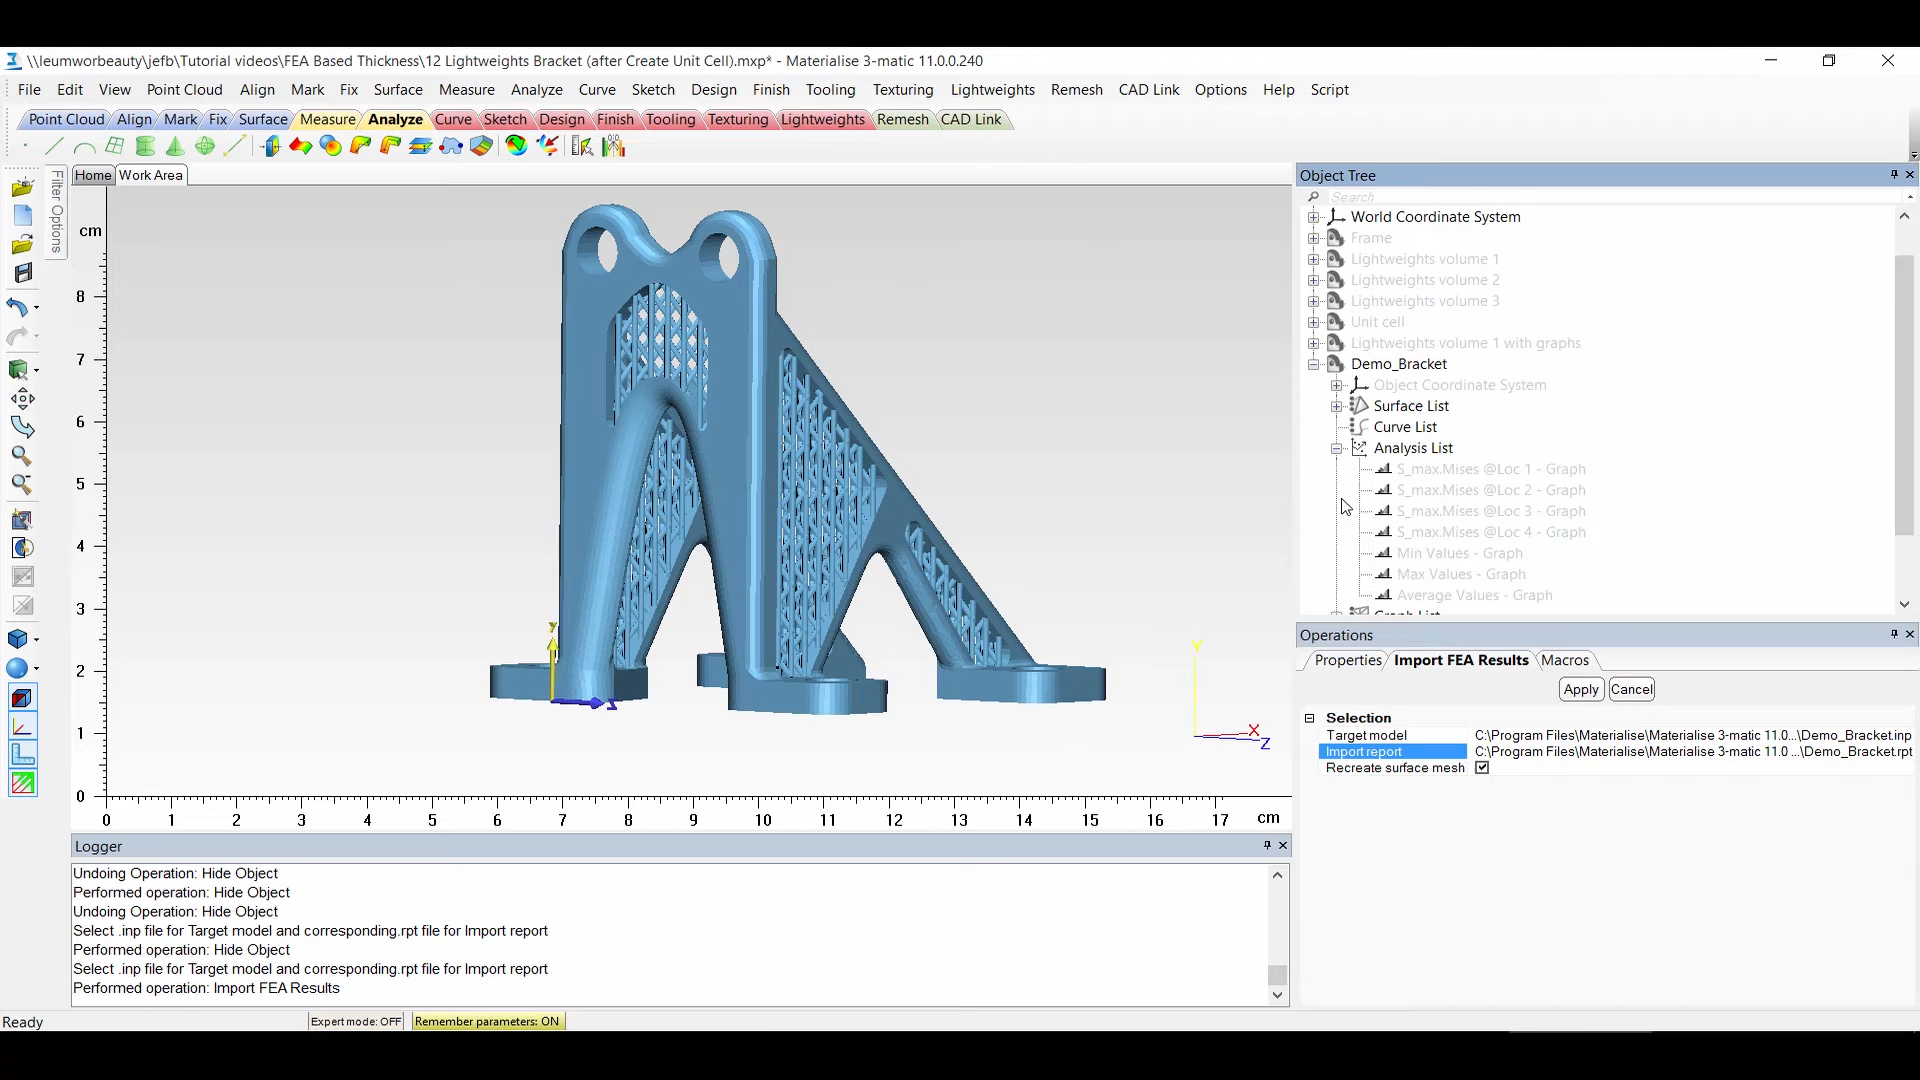 \\leumworbeauty\jefb\Tutorial videos\FEA Based Thickness\12 Lightweights Bracket (after Create Unit Cell).mxp* - Materialise 3-matic 11.0.0.240
File Edit View Point Cloud Align Mark Fix Surface Measure Analyze Curve Sketch Design Finish Tooling Texturing Lightweights Remesh CAD Link Options Help Script
Point Cloud Align Mark Fix Surface Measure Analyze Curve Sketch Design Finish Tooling Texturing Lightweights Remesh CAD Link
Filter Options
Home Work Area
cm
8
7
6
5
4
3
2
1
0
y
z
Y
X
Z
0 1 2 3 4 5 6 7 8 9 10 11 12 13 14 15 16 17 cm
Object Tree
Search
World Coordinate System
Frame
Lightweights volume 1
Lightweights volume 2
Lightweights volume 3
Unit cell
Lightweights volume 1 with graphs
Demo_Bracket
Object Coordinate System
Surface List
Curve List
Analysis List
S_max.Mises @Loc 1 - Graph
S_max.Mises @Loc 2 - Graph
S_max.Mises @Loc 3 - Graph
S_max.Mises @Loc 4 - Graph
Min Values - Graph
Max Values - Graph
Average Values - Graph
Graph List
Operations
Properties Import FEA Results Macros
Apply Cancel
Selection
Target model C:\Program Files\Materialise\Materialise 3-matic 11.0...\Demo_Bracket.inp
Import report C:\Program Files\Materialise\Materialise 3-matic 11.0 ...\Demo_Bracket.rpt
Recreate surface mesh
Logger
Undoing Operation: Hide Object
Performed operation: Hide Object
Undoing Operation: Hide Object
Select .inp file for Target model and corresponding.rpt file for Import report
Performed operation: Hide Object
Select .inp file for Target model and corresponding.rpt file for Import report
Performed operation: Import FEA Results
Ready Expert mode: OFF Remember parameters: ON